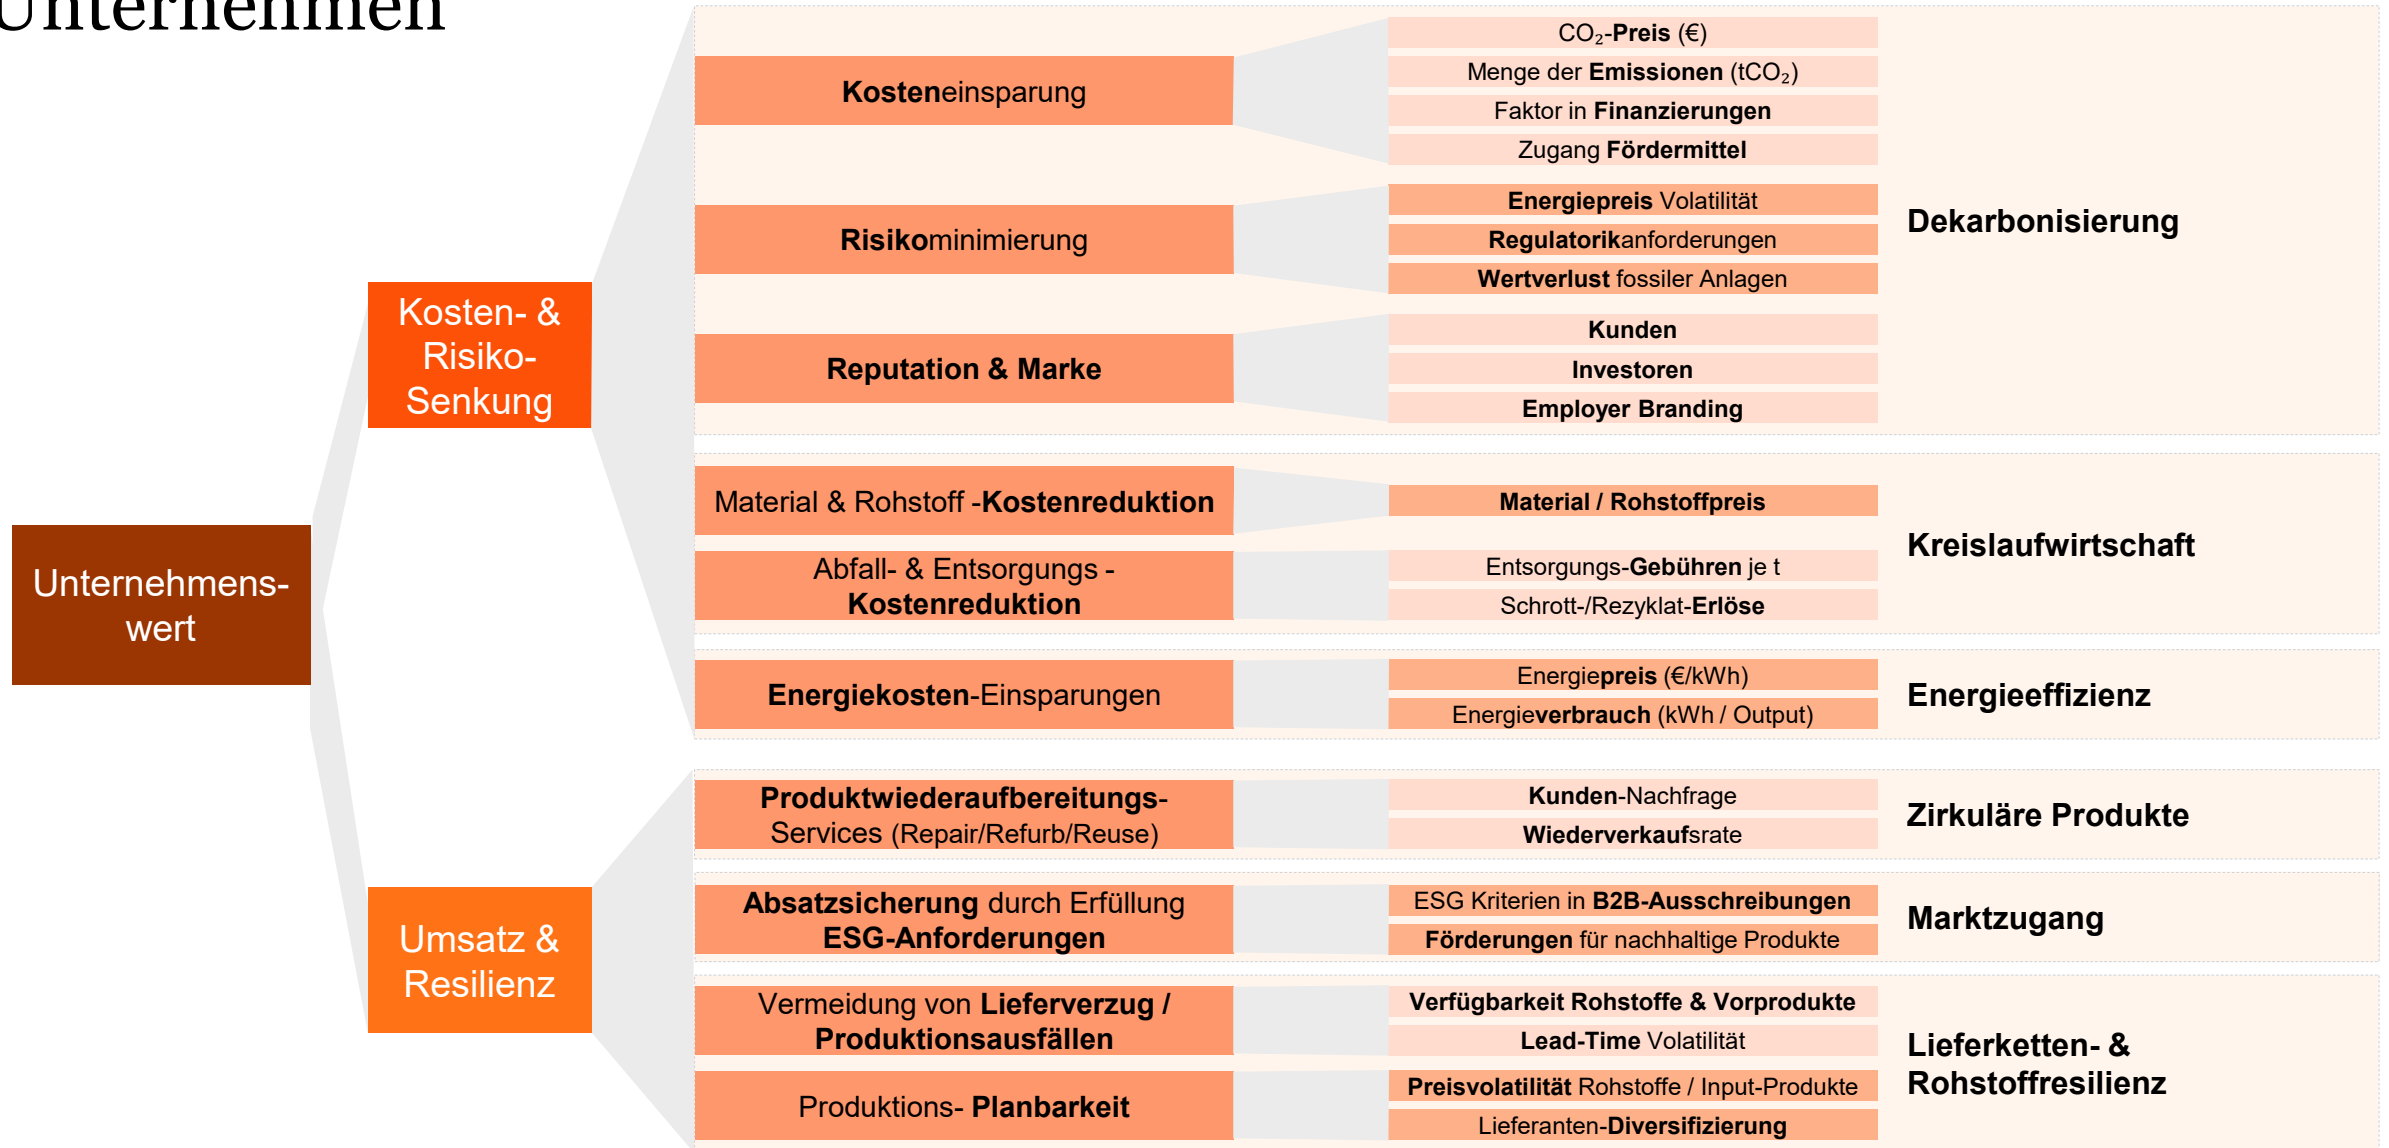 Unternehmen
CO₂-Preis (€)
Menge der Emissionen (tCO₂)
Kosteneinsparung
Faktor in Finanzierungen
Zugang Fördermittel
Energiepreis Volatilität
Risikominimierung
Regulatorikanforderungen
Wertverlust fossiler Anlagen
Dekarbonisierung
Kosten- &
Risiko-
Senkung
Kunden
Reputation & Marke
Investoren
Employer Branding
Material & Rohstoff -Kostenreduktion
Material / Rohstoffpreis
Kreislaufwirtschaft
Abfall- & Entsorgungs -
Kostenreduktion
Entsorgungs-Gebühren je t
Schrott-/Rezyklat-Erlöse
Unternehmens-
wert
Energiekosten-Einsparungen
Energiepreis (€/kWh)
Energieverbrauch (kWh / Output)
Energieeffizienz
Produktwiederaufbereitungs-
Services (Repair/Refurb/Reuse)
Kunden-Nachfrage
Wiederverkaufsrate
Zirkuläre Produkte
Umsatz &
Resilienz
Absatzsicherung durch Erfüllung
ESG-Anforderungen
ESG Kriterien in B2B-Ausschreibungen
Förderungen für nachhaltige Produkte
Marktzugang
Vermeidung von Lieferverzug /
Produktionsausfällen
Verfügbarkeit Rohstoffe & Vorprodukte
Lead-Time Volatilität
Lieferketten- &
Rohstoffresilienz
Produktions- Planbarkeit
Preisvolatilität Rohstoffe / Input-Produkte
Lieferanten-Diversifizierung